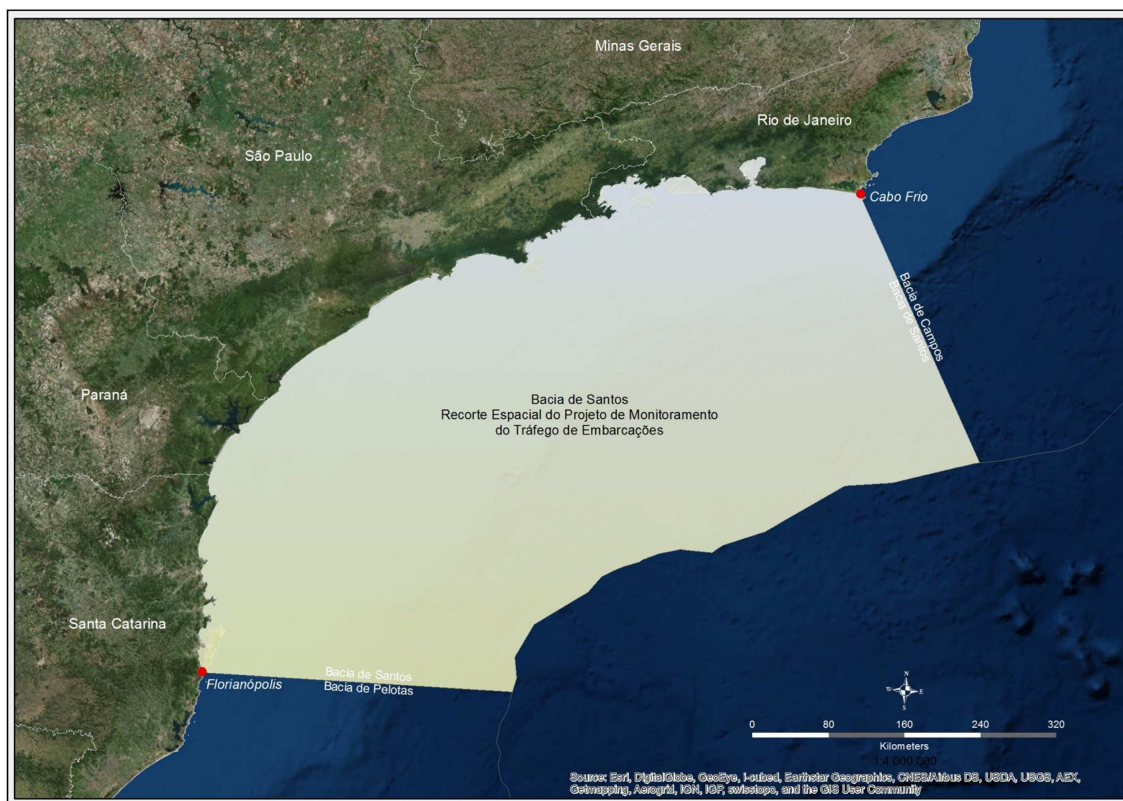 Minas Gerais
Rio de Janeiro
São Paulo
Cabo Frio
Bacia de Campos
Bacia de Santos
Paraná
Bacia de Santos
Recorte Espacial do Projeto de Monitoramento
do Tráfego de Embarcações
Santa Catarina
Bacia de Santos
Bacia de Pelotas
Florianópolis
N
W
E
S
0 80 160 240 320
Kilometers
1:4.000.000
Source: Esri, DigitalGlobe, GeoEye, i-cubed, Earthstar Geographics, CNES/Airbus DS, USDA, USGS, AEX,
Getmapping, Aerogrid, IGN, IGP, swisstopo, and the GIS User Community